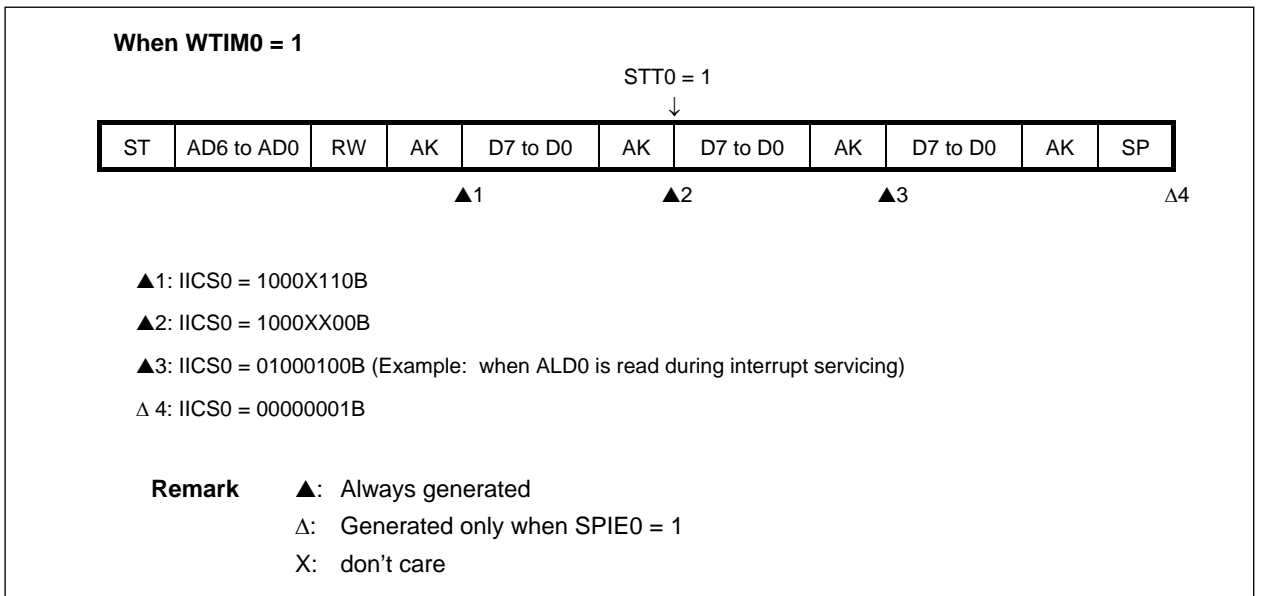 When WTIM0 = 1
STT0 = 1
↓
ST AD6 to AD0 RW AK D7 to D0 AK D7 to D0 AK D7 to D0 AK SP
▲1 ▲2 ▲3 Δ4
▲1: IICS0 = 1000X110B
▲2: IICS0 = 1000XX00B
▲3: IICS0 = 01000100B (Example: when ALD0 is read during interrupt servicing)
Δ 4: IICS0 = 00000001B
Remark ▲: Always generated
Δ: Generated only when SPIE0 = 1
X: don't care